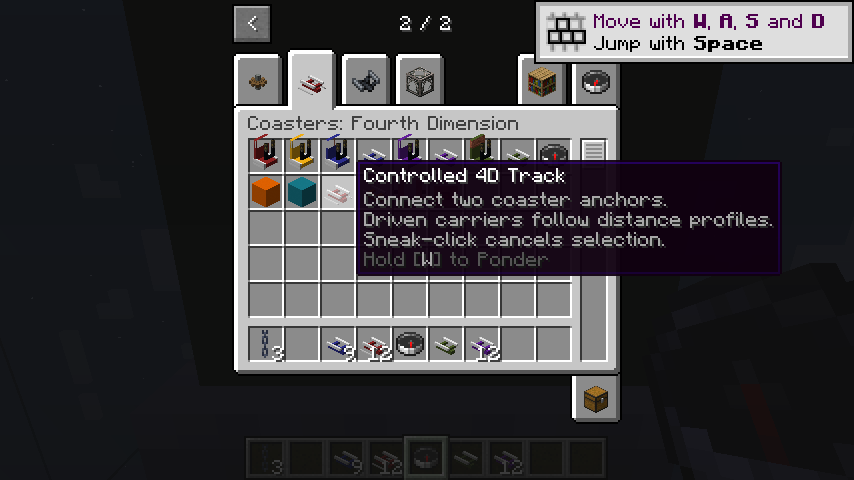 2 / 2
Move with W, A, S and D
Jump with Space
Coasters: Fourth Dimension
Controlled 4D Track
Connect two coaster anchors.
Driven carriers follow distance profiles.
Sneak-click cancels selection.
Hold [W] to Ponder
3
9
12
12
3
9
12
12